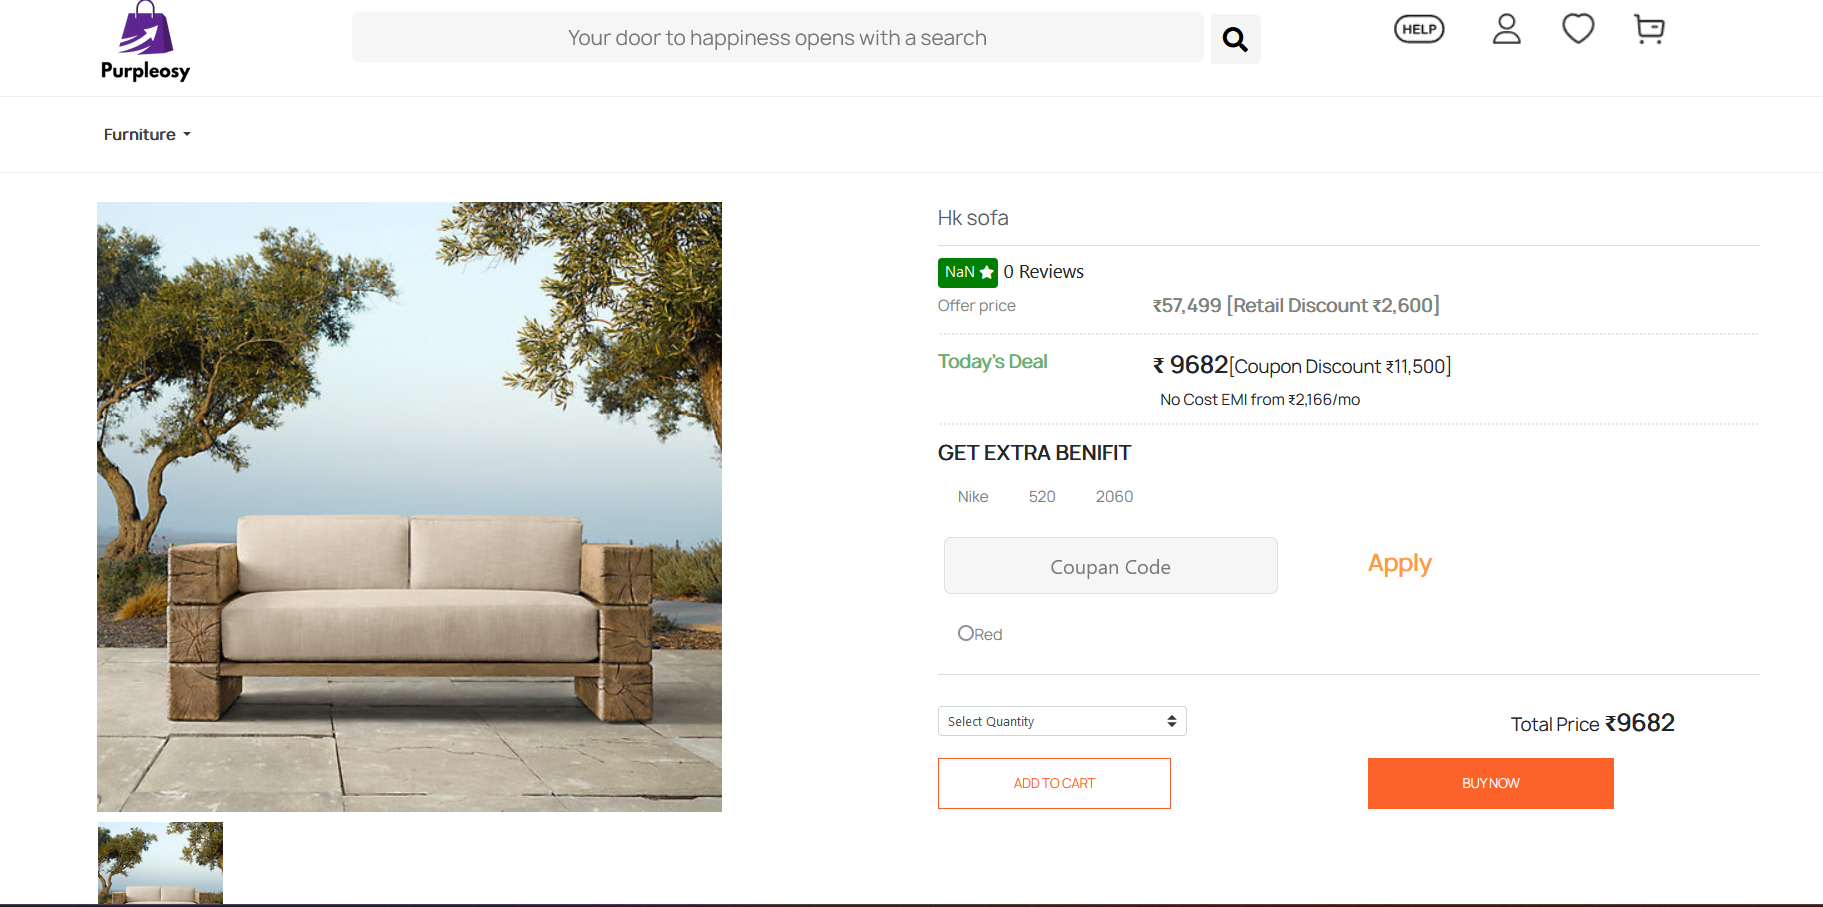 Purpleosy
Your door to happiness opens with a search
HELP
Furniture
Hk sofa
NaN 0 Reviews
Offer price ₹57,499 [Retail Discount ₹2,600]
Today's Deal ₹ 9682[Coupon Discount ₹11,500]
No Cost EMI from ₹2,166/mo
GET EXTRA BENIFIT
Nike 520 2060
Coupan Code Apply
Red
Select Quantity Total Price ₹9682
ADD TO CART BUY NOW